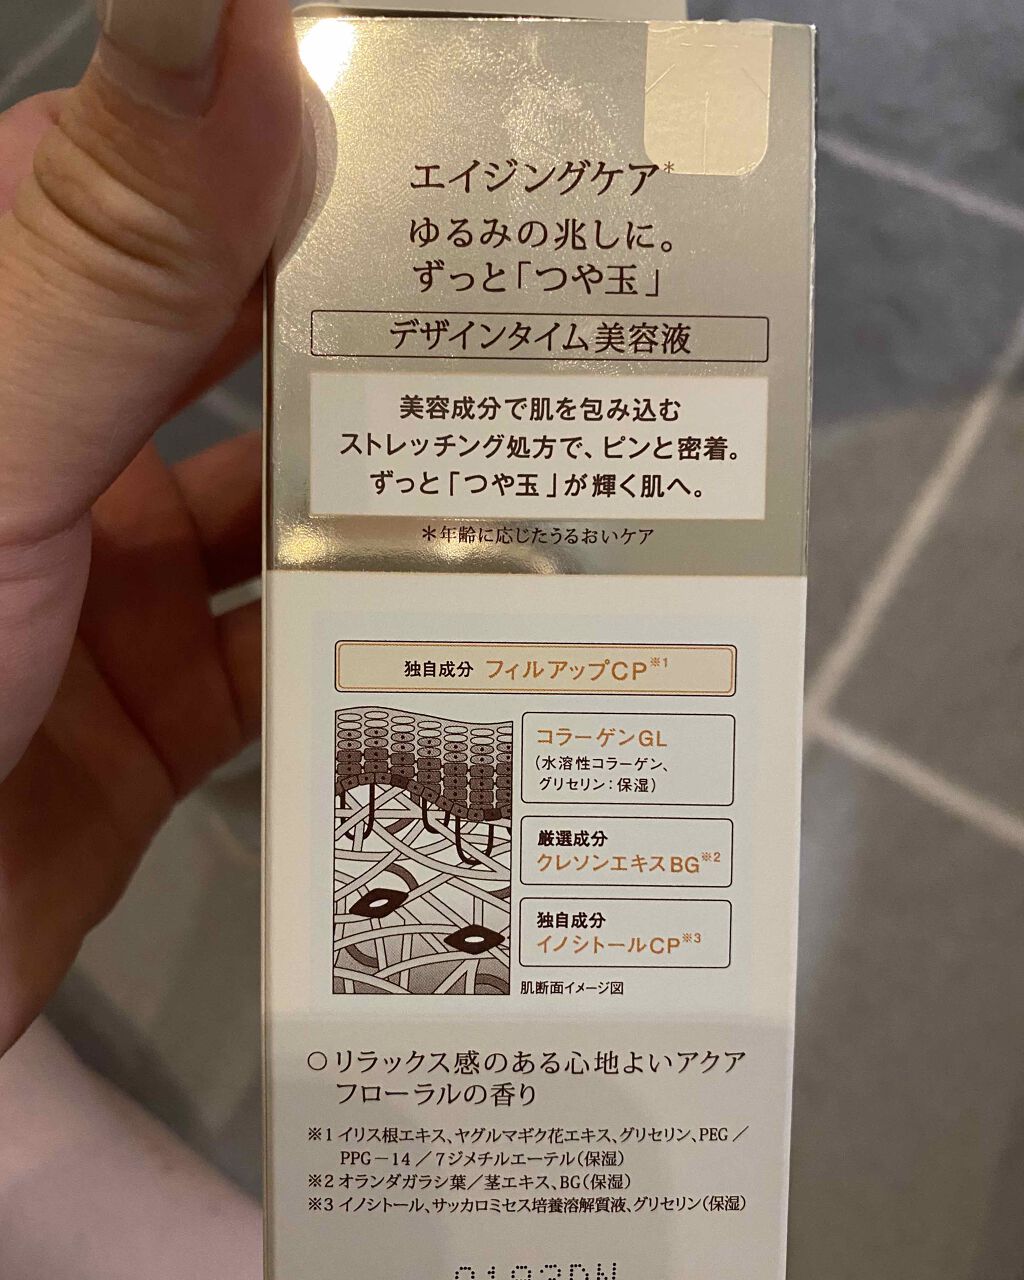 エイジングケア*
ゆるみの兆しに。
ずっと「つや玉」
デザインタイム美容液
美容成分で肌を包み込む
ストレッチング処方で、ピンと密着。
ずっと「つや玉」が輝く肌へ。
*年齢に応じたうるおいケア
独自成分 フィルアップCP※1
コラーゲンGL
(水溶性コラーゲン、
グリセリン:保湿)
厳選成分
クレソンエキスBG※2
独自成分
イノシトールCP※3
肌断面イメージ図
○リラックス感のある心地よいアクア
フローラルの香り
※1 イリス根エキス、ヤグルマギク花エキス、グリセリン、PEG/
PPG-14/7ジメチルエーテル(保湿)
※2 オランダガラシ葉/茎エキス、BG(保湿)
※3 イノシトール、サッカロミセス培養溶解質液、グリセリン(保湿)